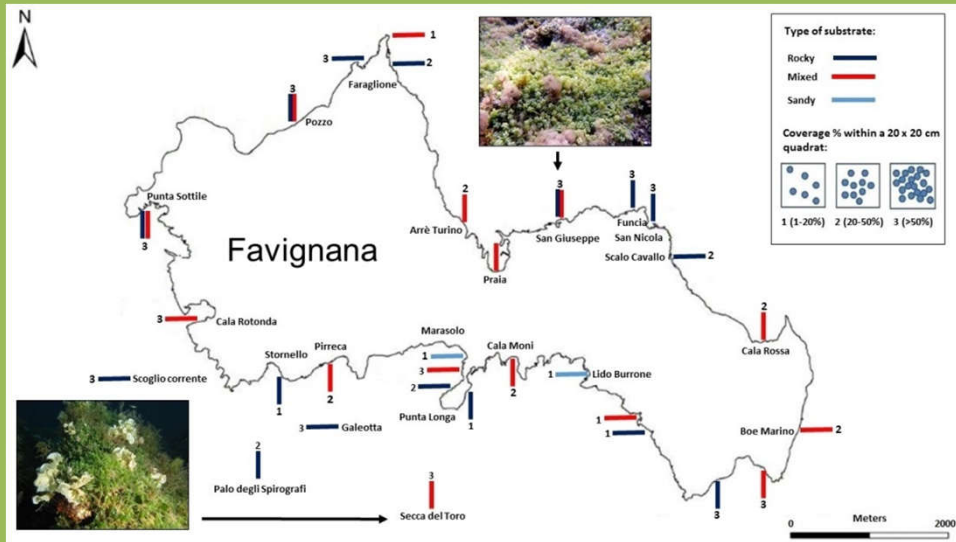 N
1
3
2
Faraglione
3
Pozzo
Type of substrate:
Rocky
Mixed
Sandy
Coverage % within a 20 x 20 cm
quadrat:
1 (1-20%) 2 (20-50%) 3 (>50%)
Punta Sottile
3
2
Arrè Turino
3
San Giuseppe
3
3
Funcia
San Nicola
Scalo Cavallo
2
Praia
Favignana
3
Cala Rotonda
2
Cala Rossa
Stornello
1
Pirreca
2
Marasolo
1
3
2
Punta Longa
1
Cala Moni
2
1
Lido Burrone
1
1
Boe Marino
2
3
Scoglio corrente
3
Galeotta
2
Palo degli Spirografi
3
Secca del Toro
3
3
Meters
0
2000